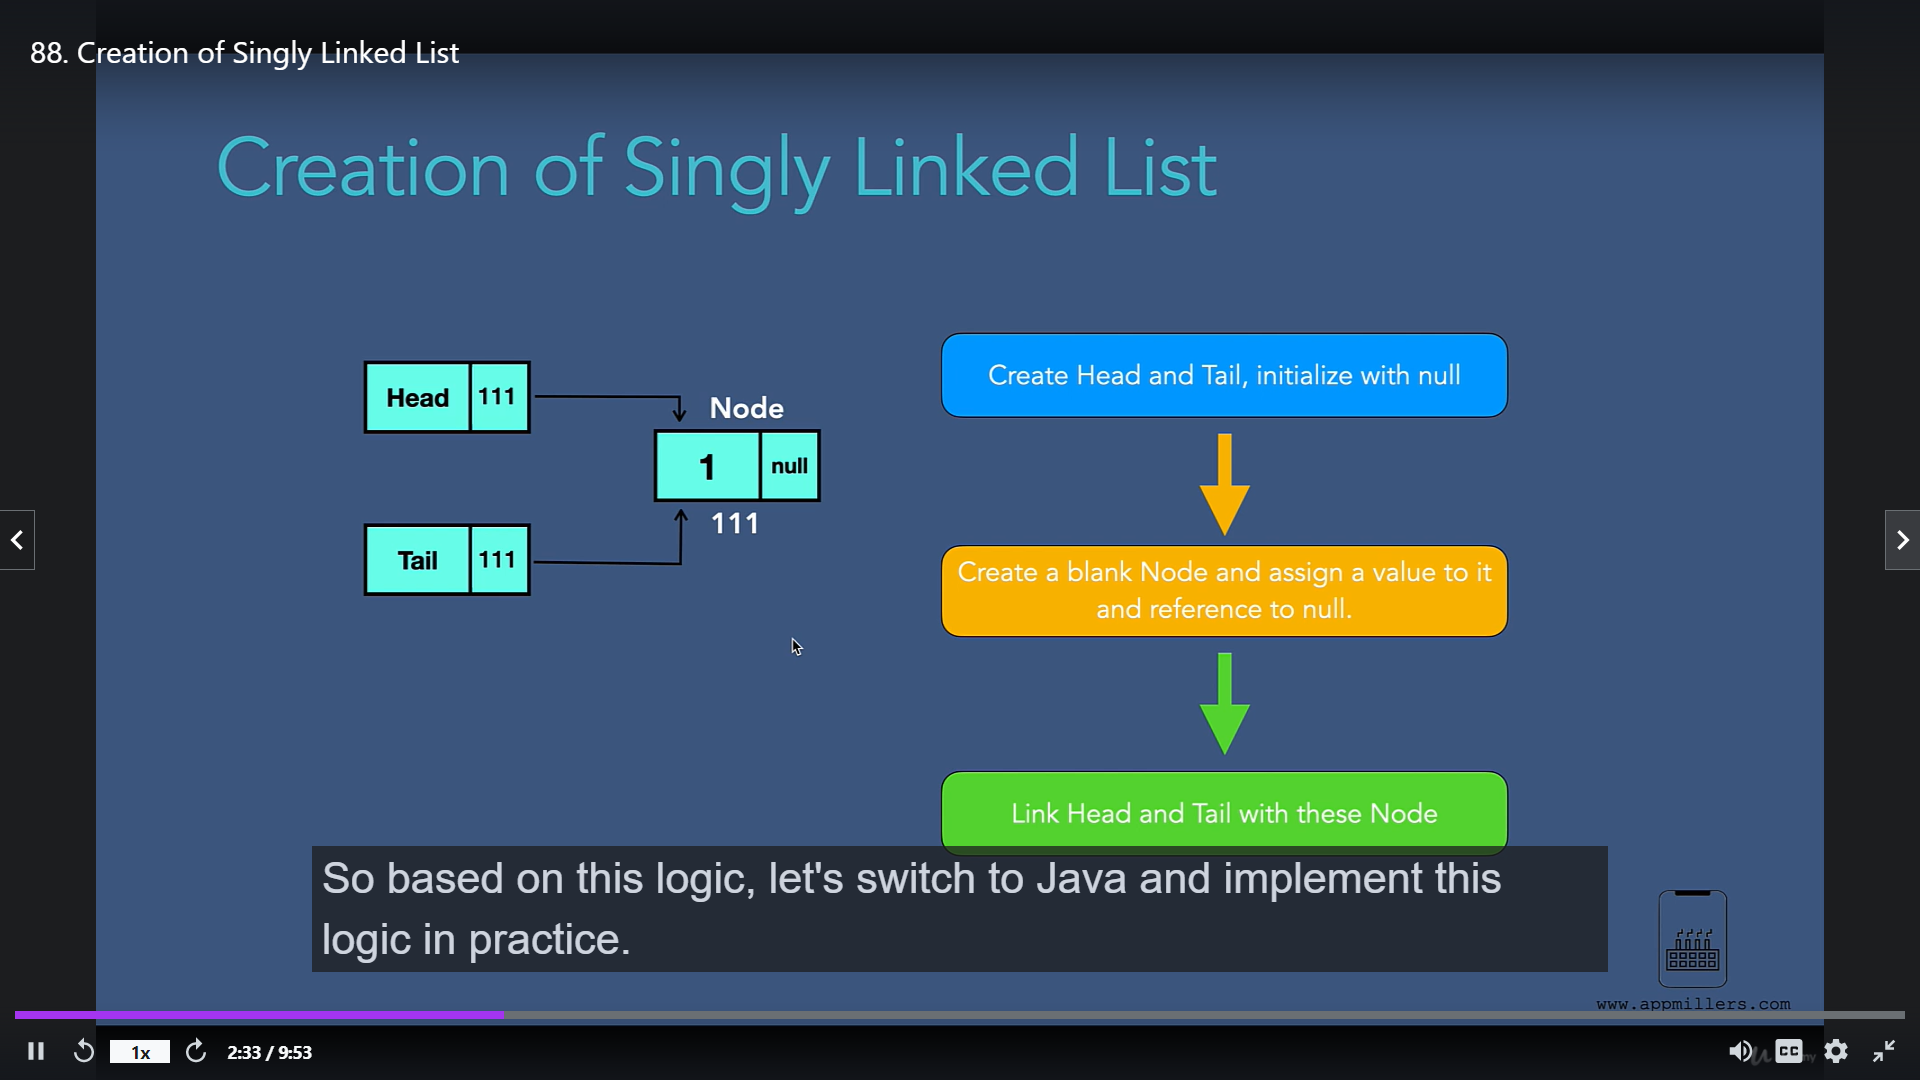 88. Creation of Singly Linked List
Creation of Singly Linked List
Head 111
Node
1 null
111
Tail 111
Create Head and Tail, initialize with null
Create a blank Node and assign a value to it
and reference to null.
Link Head and Tail with these Node
So based on this logic, let's switch to Java and implement this
logic in practice.
www.appmillers.com
1x
2:33 / 9:53
CC